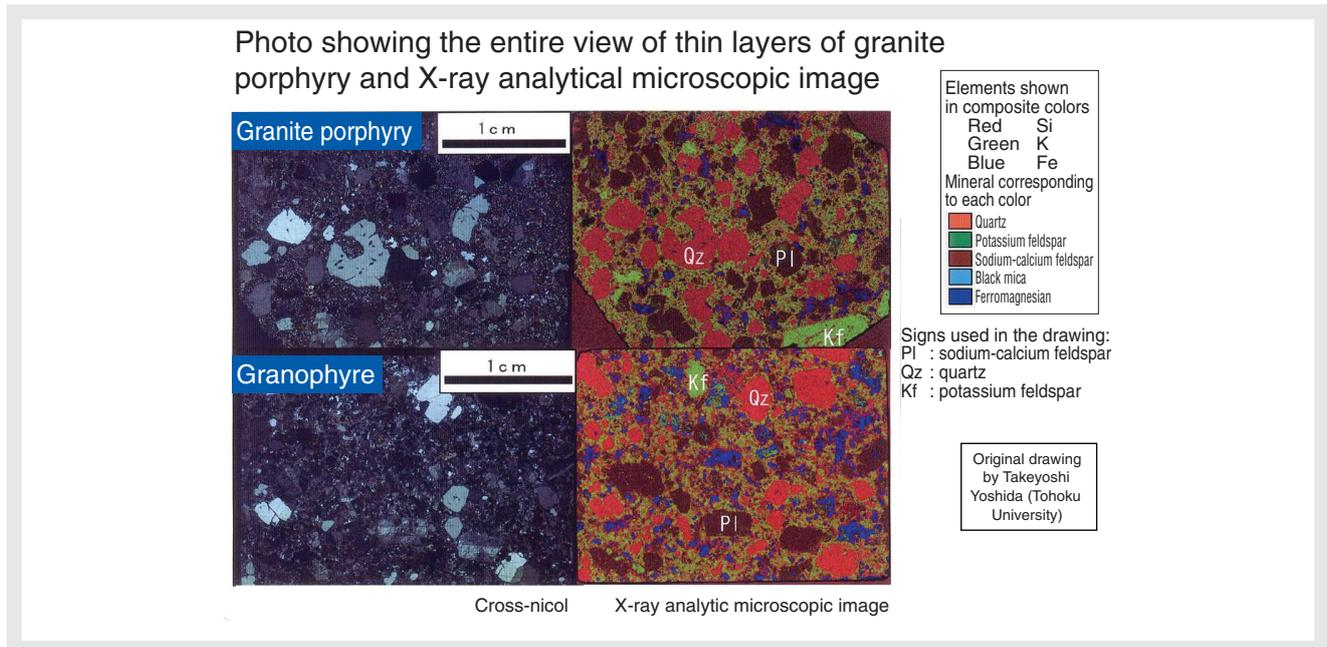 Photo showing the entire view of thin layers of granite
porphyry and X-ray analytical microscopic image
Granite porphyry
1 cm
Qz
Pl
Kf
Granophyre
1 cm
Kf
Qz
Pl
Cross-nicol
X-ray analytic microscopic image
Elements shown
in composite colors
Red Si
Green K
Blue Fe
Mineral corresponding
to each color
Quartz
Potassium feldspar
Sodium-calcium feldspar
Black mica
Ferromagnesian
Signs used in the drawing:
Pl : sodium-calcium feldspar
Qz : quartz
Kf : potassium feldspar
Original drawing
by Takeyoshi
Yoshida (Tohoku
University)